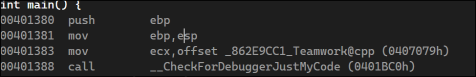 int main() {
00401380 push ebp
00401381 mov ebp,esp
00401383 mov ecx,offset _862E9CC1_Teamwork@cpp (0407079h)
00401388 call __CheckForDebuggerJustMyCode (0401BC0h)